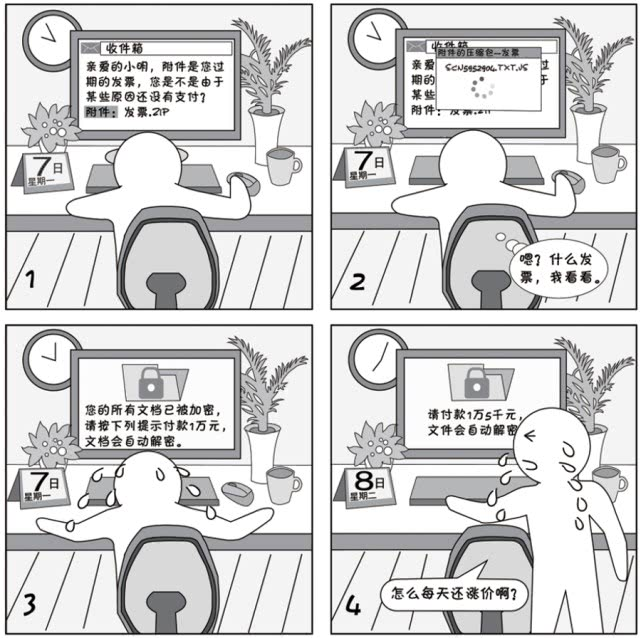 收件箱
亲爱的小明，附件是您过
期的发票，您是不是由于
某些原因还没有支付？
附件：发票.ZIP
7日
星期一
1
收件箱
附件的压缩包—发票
SCN5952904.TXT.JS
亲爱
期的
某些
附件：发票.ZIP
7日
星期一
嗯？什么发
票，我看看。
2
您的所有文档已被加密，
请按下列提示付款1万元，
文档会自动解密。
7日
星期一
3
请付款1万5千元，
文件会自动解密
8日
星期二
怎么每天还涨价啊？
4